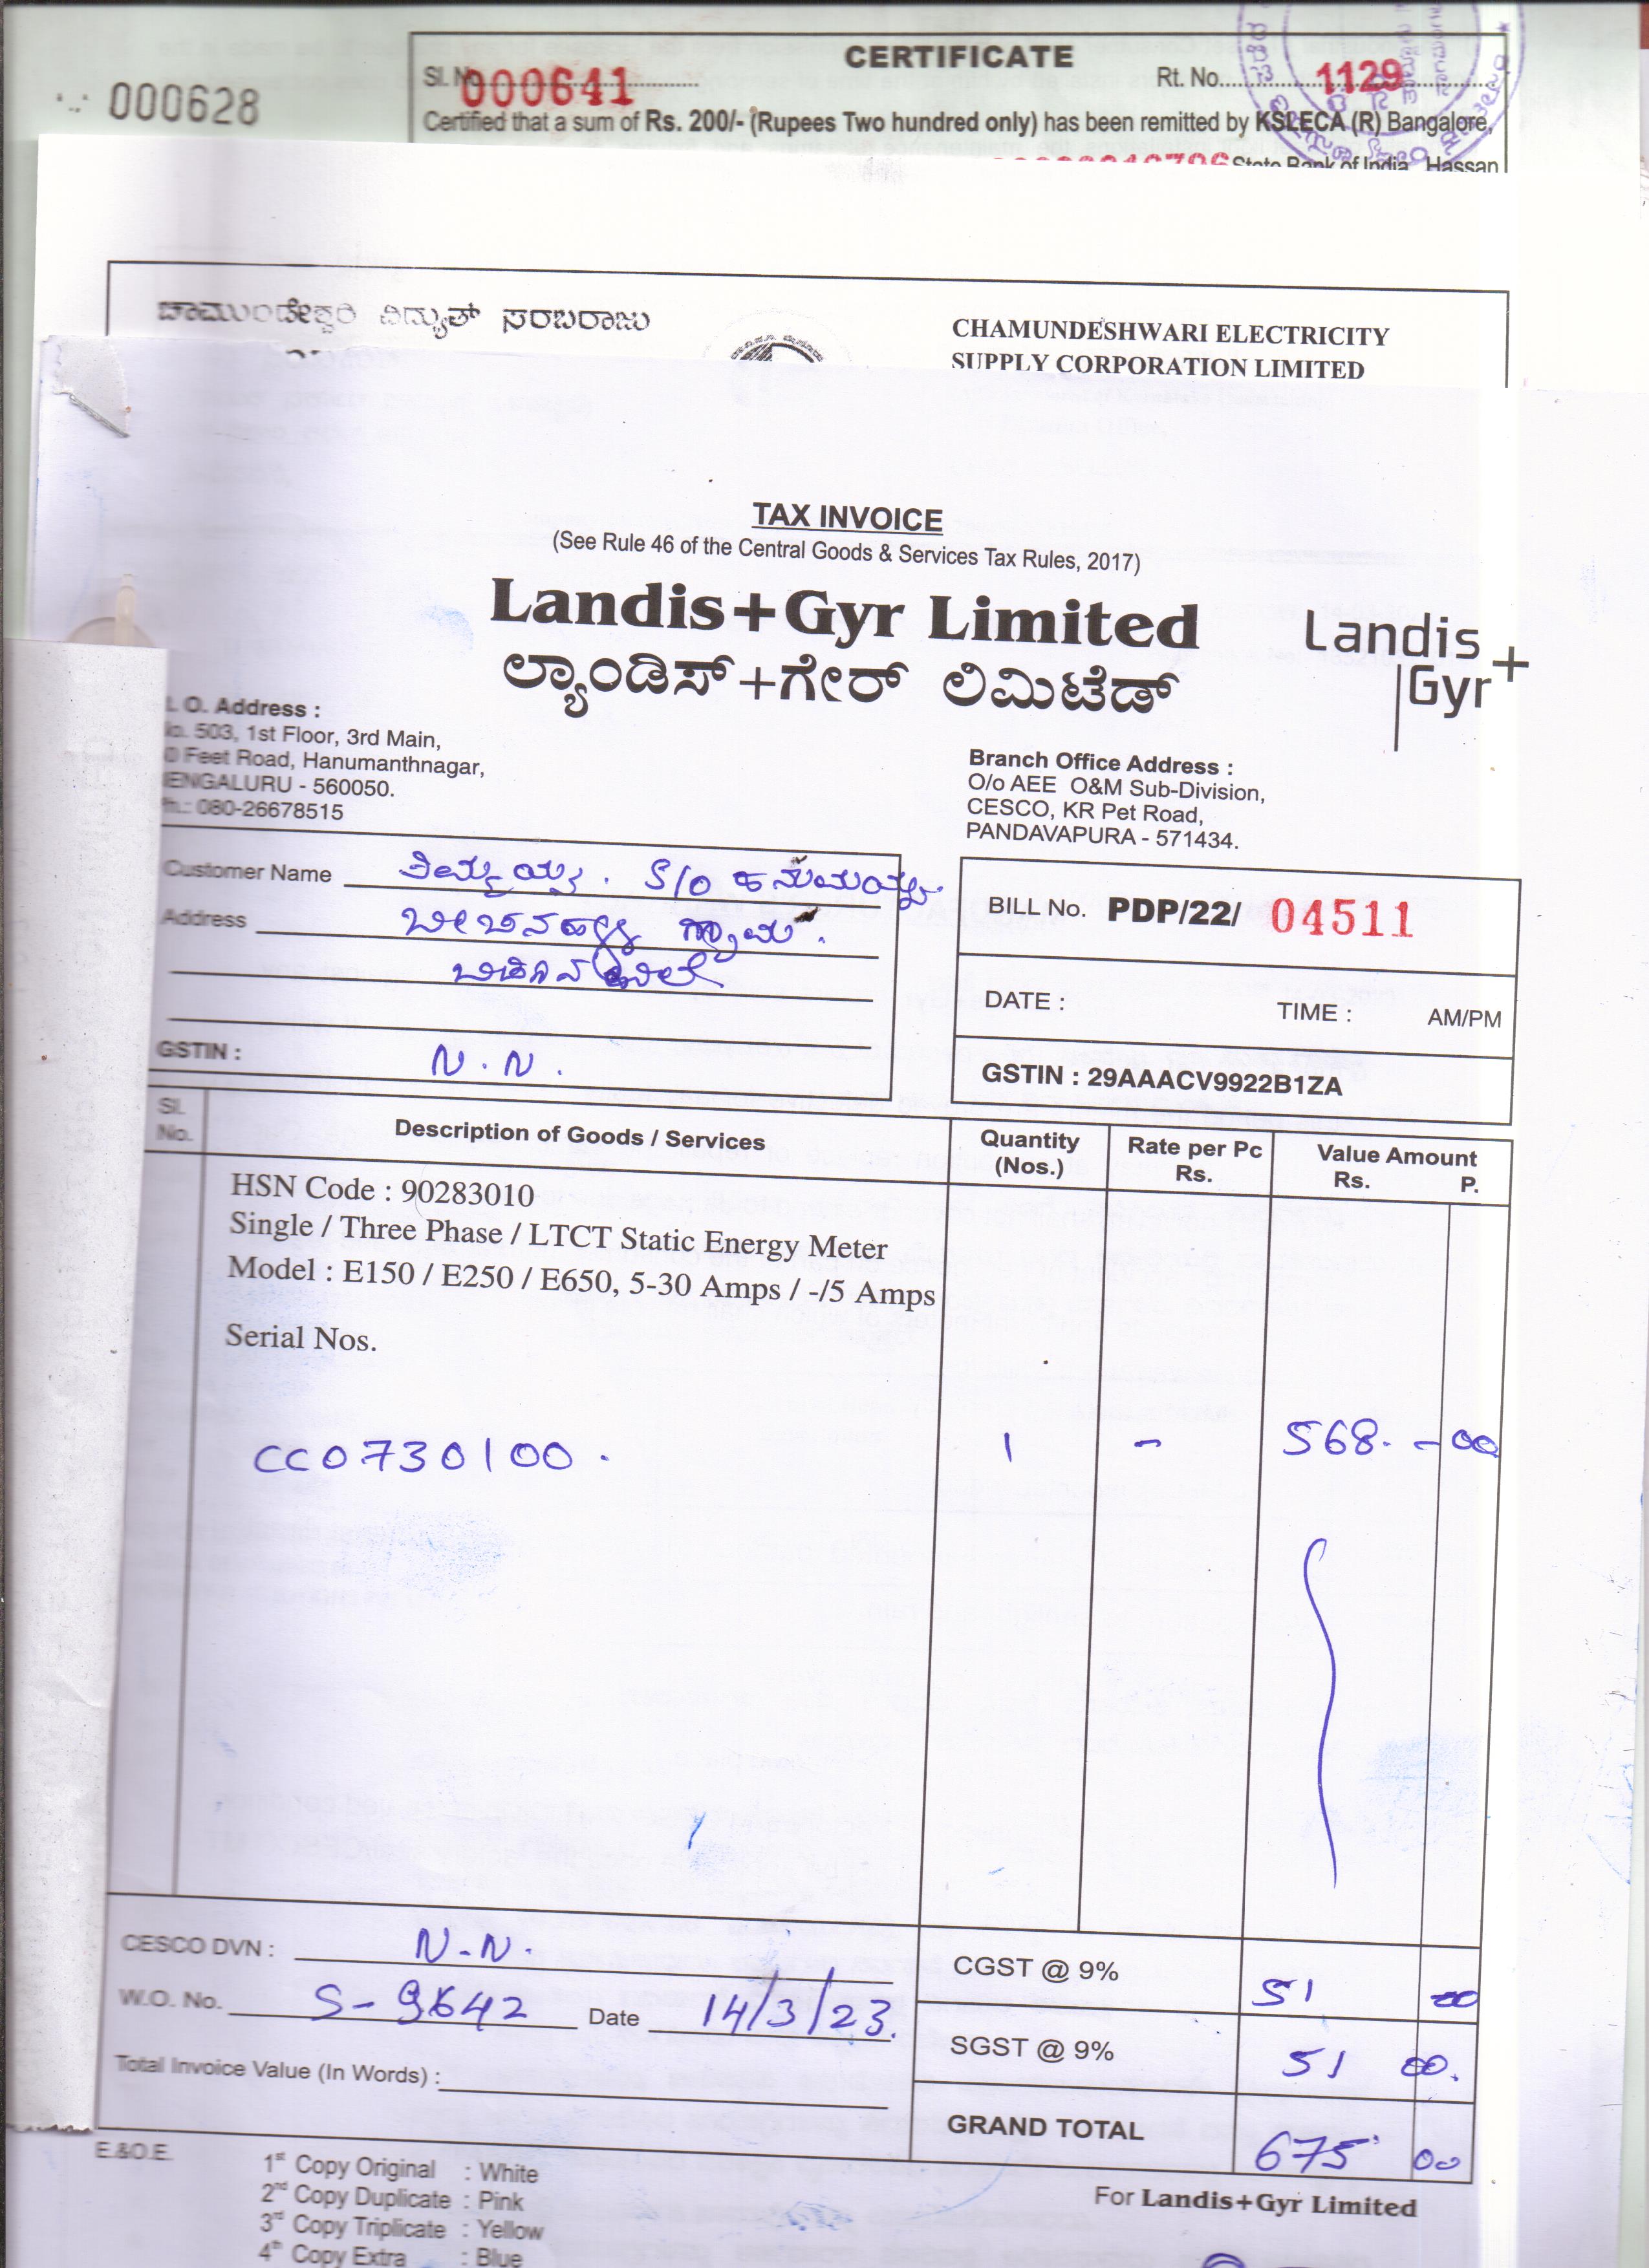 CERTIFICATE
000628
Sl. No. 000641 Rt. No. 1129
Certified that a sum of Rs. 200/- (Rupees Two hundred only) has been remitted by KSLECA (R) Bangalore,
State Bank of India, Hassan
ಚಾಮುಂಡೇಶ್ವರಿ ವಿದ್ಯುತ್ ಸರಬರಾಜು
CHAMUNDESHWARI ELECTRICITY
SUPPLY CORPORATION LIMITED
TAX INVOICE
(See Rule 46 of the Central Goods & Services Tax Rules, 2017)
Landis+Gyr Limited
ಲ್ಯಾಂಡಿಸ್+ಗೇರ್ ಲಿಮಿಟೆಡ್
Landis+
Gyr
. O. Address :
503, 1st Floor, 3rd Main,
Feet Road, Hanumanthnagar,
ENGALURU - 560050.
080-26678515
Branch Office Address :
O/o AEE O&M Sub-Division,
CESCO, KR Pet Road,
PANDAVAPURA - 571434.
Customer Name ತಿಮ್ಮಯ್ಯ. S/o ಹನುಮಯ್ಯ
Address ಗ್ರಾಮ.
GSTIN : N.N.
BILL No. PDP/22/ 04511
DATE : TIME : AM/PM
GSTIN : 29AAACV9922B1ZA
Sl. No. Description of Goods / Services Quantity (Nos.) Rate per Pc Rs. Value Amount Rs. P.
HSN Code : 90283010
Single / Three Phase / LTCT Static Energy Meter
Model : E150 / E250 / E650, 5-30 Amps / -/5 Amps
Serial Nos.
CC0730100. 1 - 568. - 00
CESCO DVN : N.N.
W.O. No. S-9642 Date 14/3/23.
Total Invoice Value (In Words) :
CGST @ 9% 51 00
SGST @ 9% 51 00.
GRAND TOTAL 675 00
E.&O.E.
1st Copy Original : White
2nd Copy Duplicate : Pink
3rd Copy Triplicate : Yellow
4th Copy Extra : Blue
For Landis+Gyr Limited